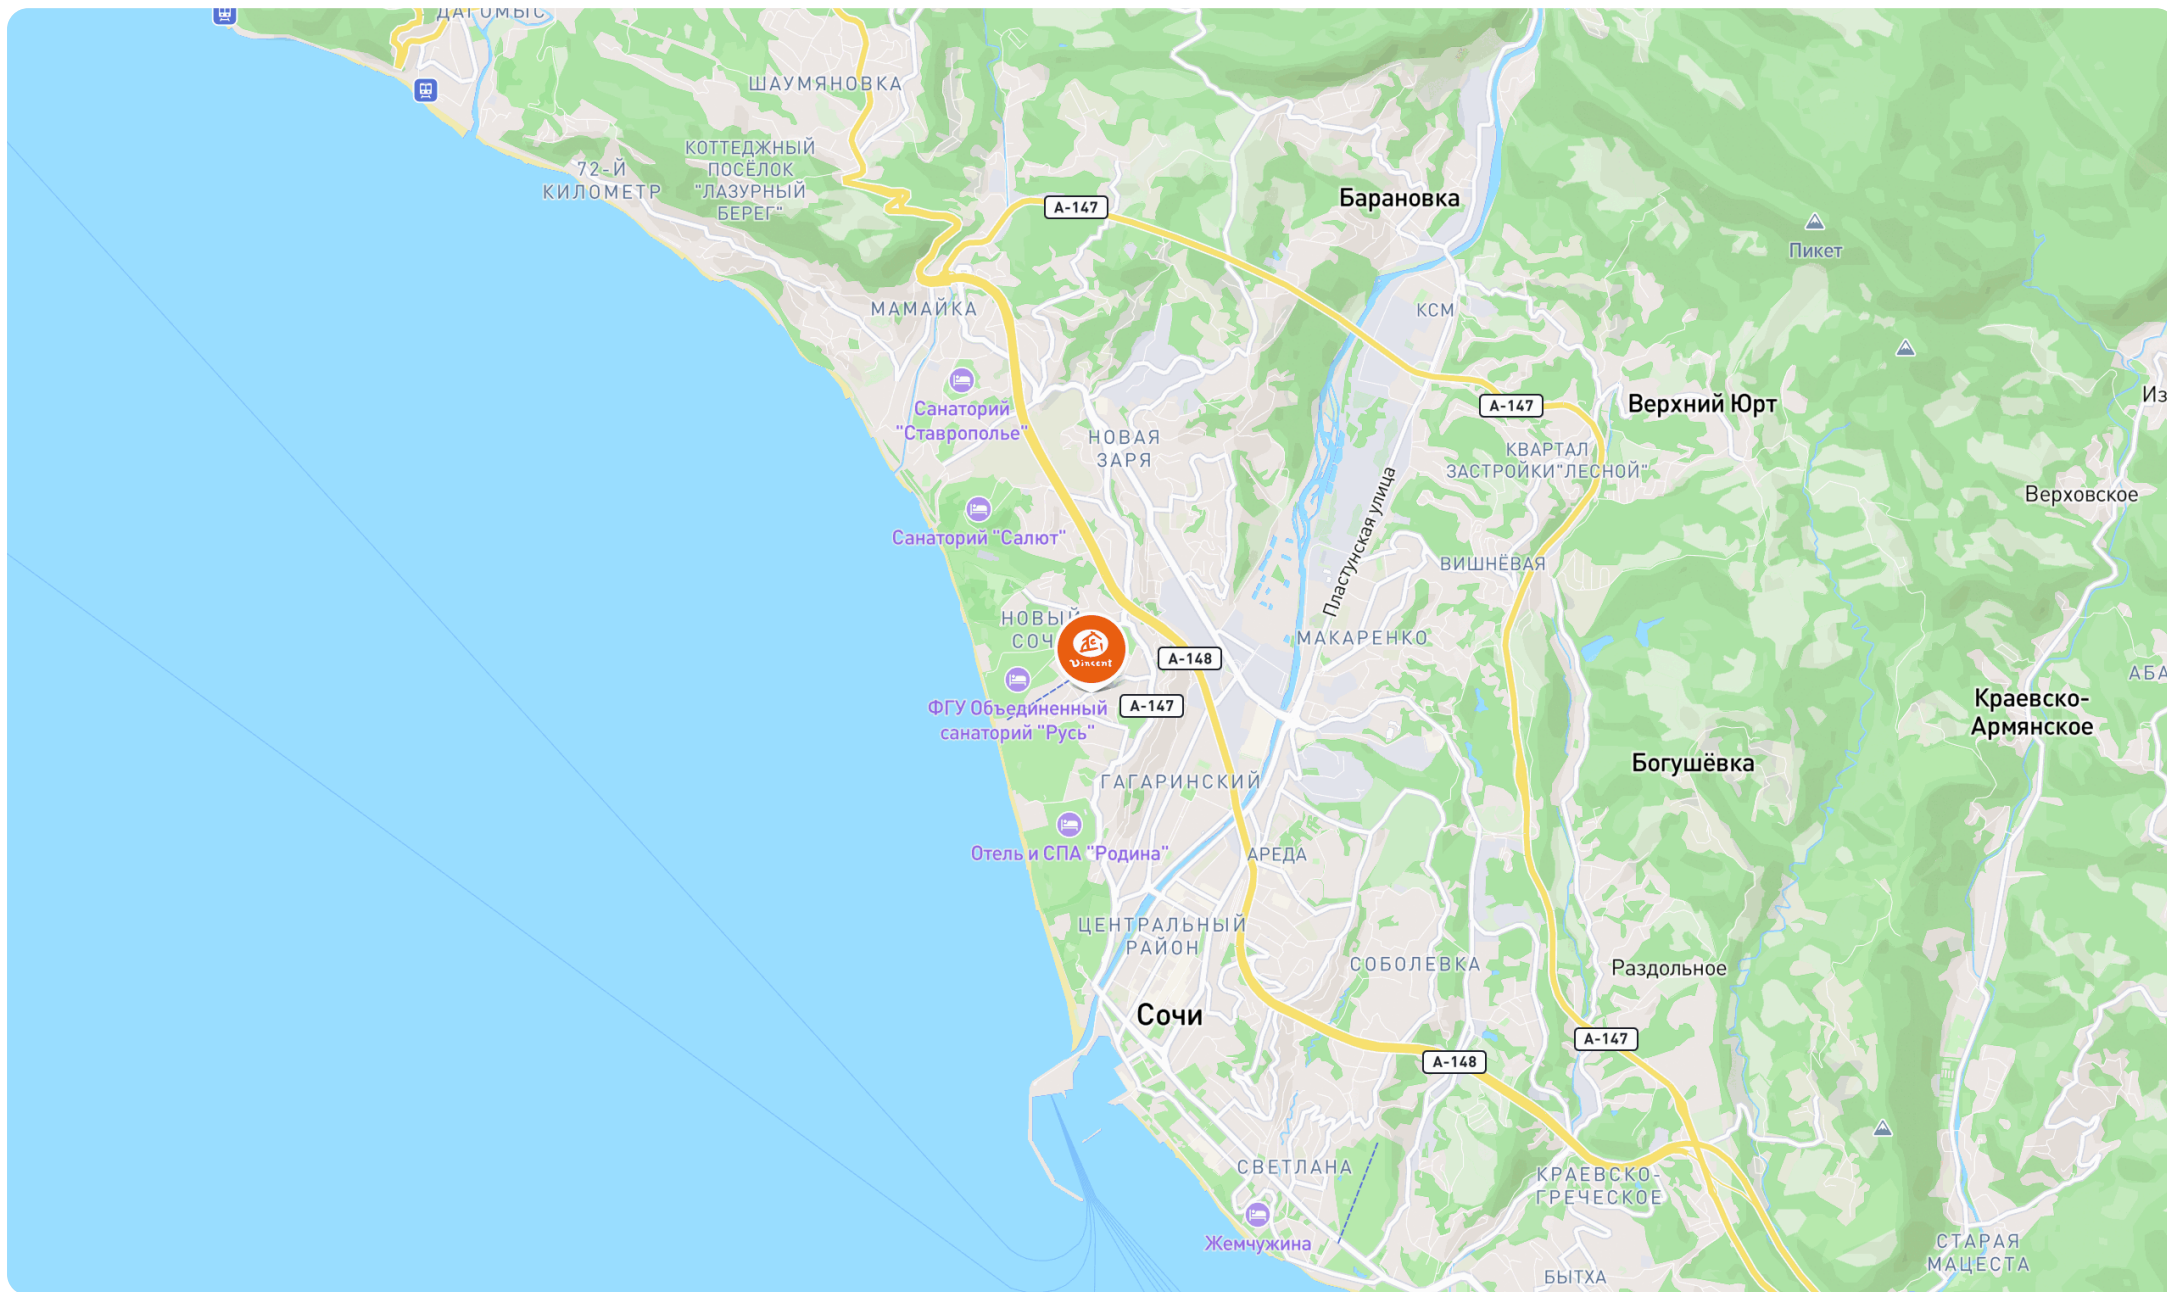 ДАГОМЫС
ШАУМЯНОВКА
КОТТЕДЖНЫЙ
ПОСЁЛОК
"ЛАЗУРНЫЙ
БЕРЕГ"
72-Й
КИЛОМЕТР
А-147
Барановка
Пикет
МАМАЙКА
КСМ
Санаторий
"Ставрополье"
А-147
Верхний Юрт
НОВАЯ
ЗАРЯ
КВАРТАЛ
ЗАСТРОЙКИ"ЛЕСНОЙ"
Верховское
Пластунская улица
Санаторий "Салют"
ВИШНЁВАЯ
НОВЫЙ
СОЧ
Vincent
А-148
МАКАРЕНКО
А-147
ФГУ Объединенный
санаторий "Русь"
Краевско-
Армянское
АБА
Богушёвка
ГАГАРИНСКИЙ
Отель и СПА "Родина"
АРЕДА
ЦЕНТРАЛЬНЫЙ
РАЙОН
СОБОЛЕВКА
Раздольное
Сочи
А-147
А-148
СВЕТЛАНА
КРАЕВСКО-
ГРЕЧЕСКОЕ
Жемчужина
СТАРАЯ
МАЦЕСТА
БЫТХА
Из